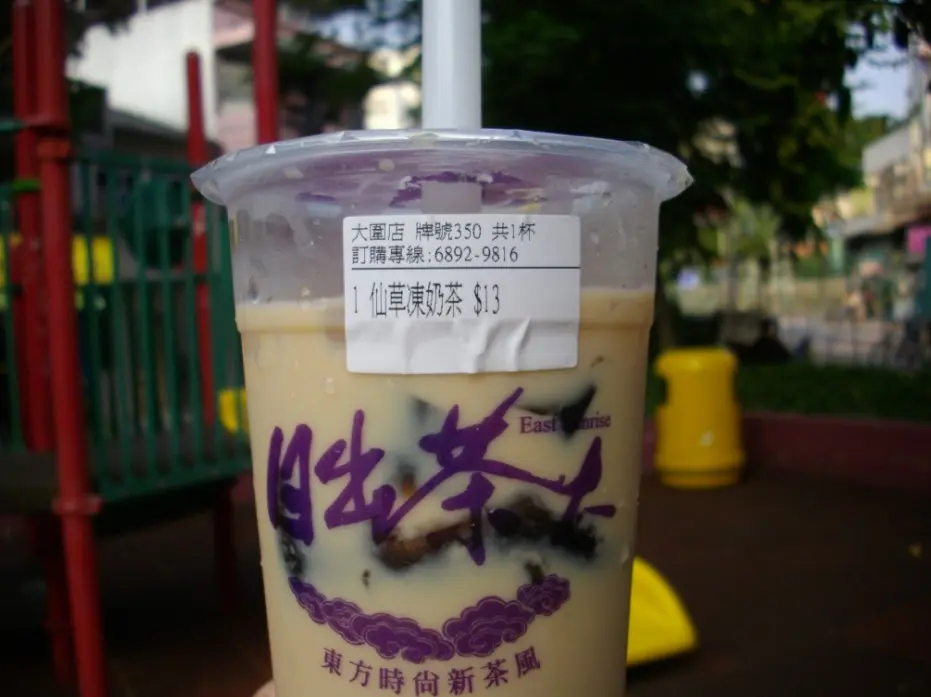 大圍店 牌號350 共1杯
訂購專線:6892-9816
1 仙草凍奶茶 $13
East
日出茶太
東方時尚新茶風